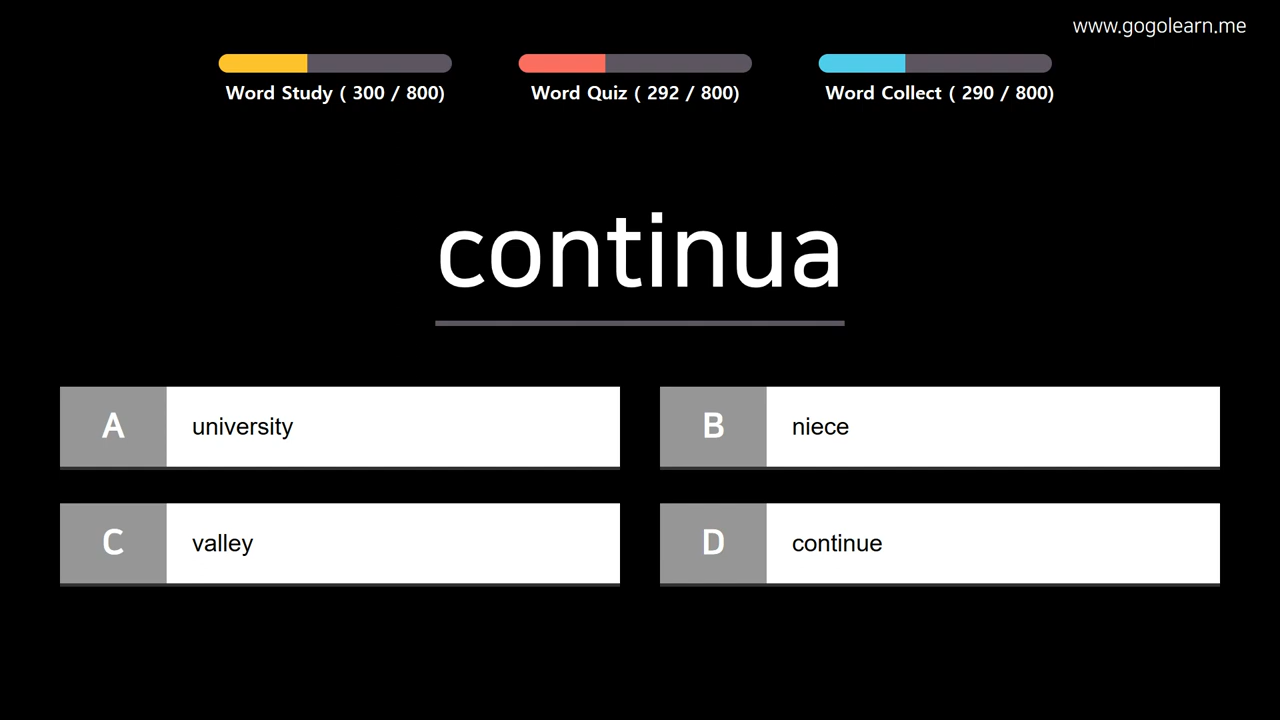 www.gogolearn.me
Word Study ( 300 / 800)
Word Quiz ( 292 / 800)
Word Collect ( 290 / 800)
continua
A university
B niece
C valley
D continue